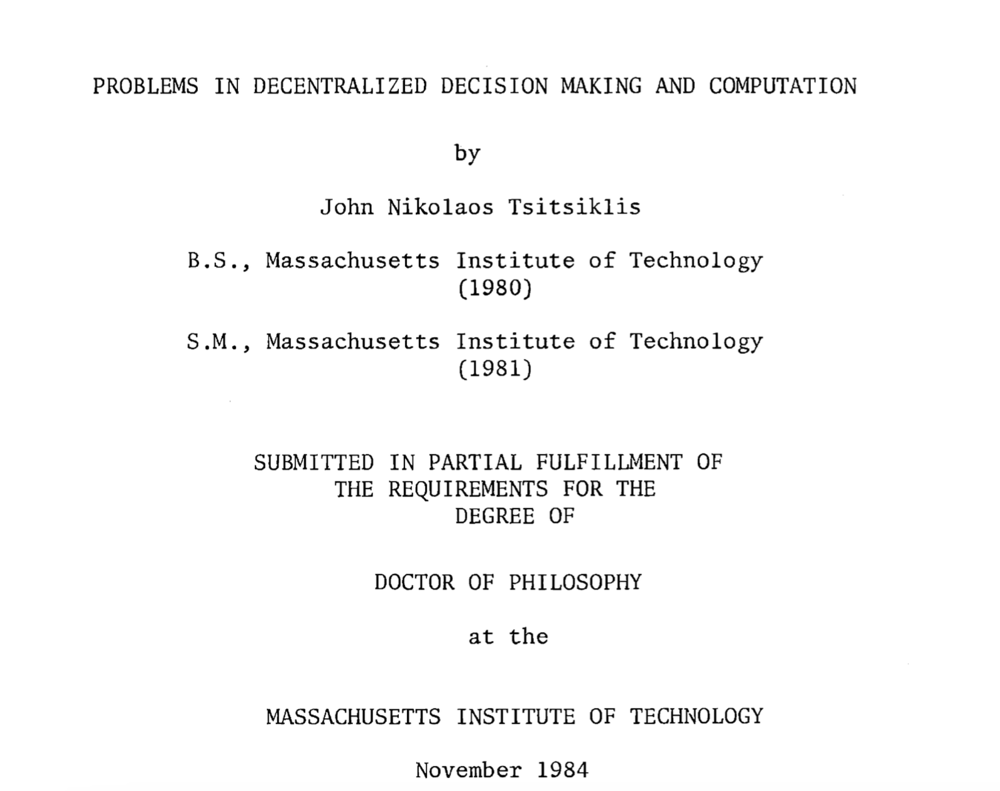 PROBLEMS IN DECENTRALIZED DECISION MAKING AND COMPUTATION
by
John Nikolaos Tsitsiklis
B.S., Massachusetts Institute of Technology
(1980)
S.M., Massachusetts Institute of Technology
(1981)
SUBMITTED IN PARTIAL FULFILLMENT OF
THE REQUIREMENTS FOR THE
DEGREE OF
DOCTOR OF PHILOSOPHY
at the
MASSACHUSETTS INSTITUTE OF TECHNOLOGY
November 1984